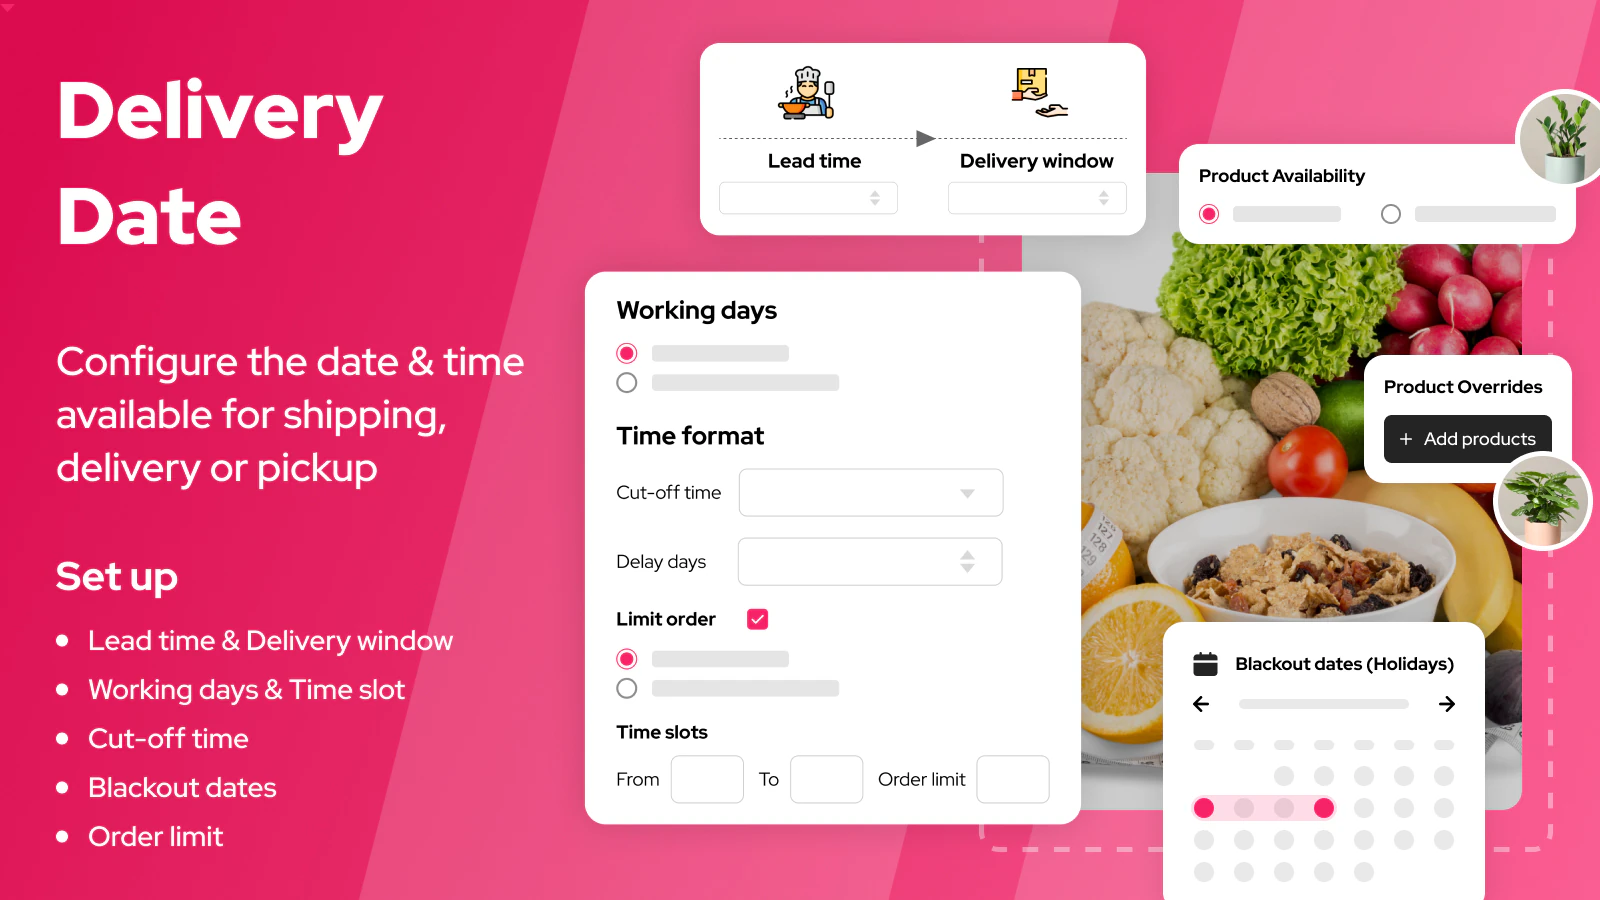 Delivery
Date
Configure the date & time
available for shipping,
delivery or pickup
Set up
Lead time & Delivery window
Working days & Time slot
Cut-off time
Blackout dates
Order limit
Lead time
Delivery window
Working days
Time format
Cut-off time
Delay days
Limit order
Time slots
From
To
Order limit
Product Availability
Product Overrides
+ Add products
127
128
129
Blackout dates (Holidays)